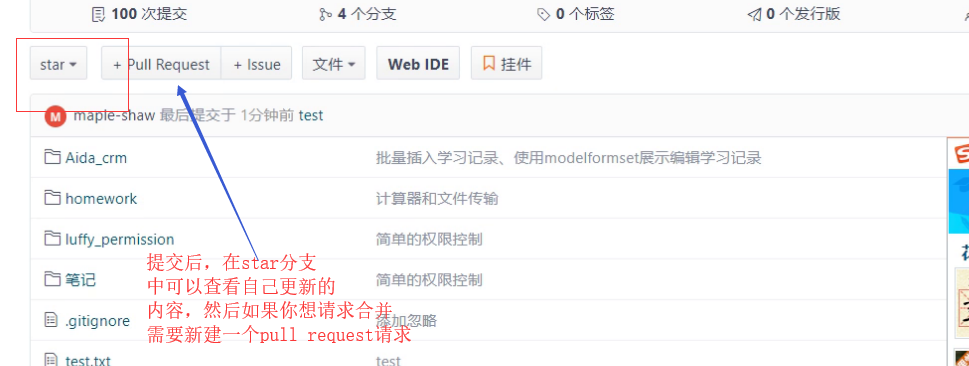 100 次提交 4 个分支 0 个标签 0 个发行版
star + Pull Request + Issue 文件 Web IDE 挂件
M maple-shaw 最后提交于 1分钟前 test
Aida_crm 批量插入学习记录、使用modelformset展示编辑学习记录
homework 计算器和文件传输
luffy_permission 简单的权限控制
笔记 简单的权限控制
.gitignore 添加忽略
test.txt test
提交后，在star分支
中可以查看自己更新的
内容，然后如果你想请求合并
需要新建一个pull request请求